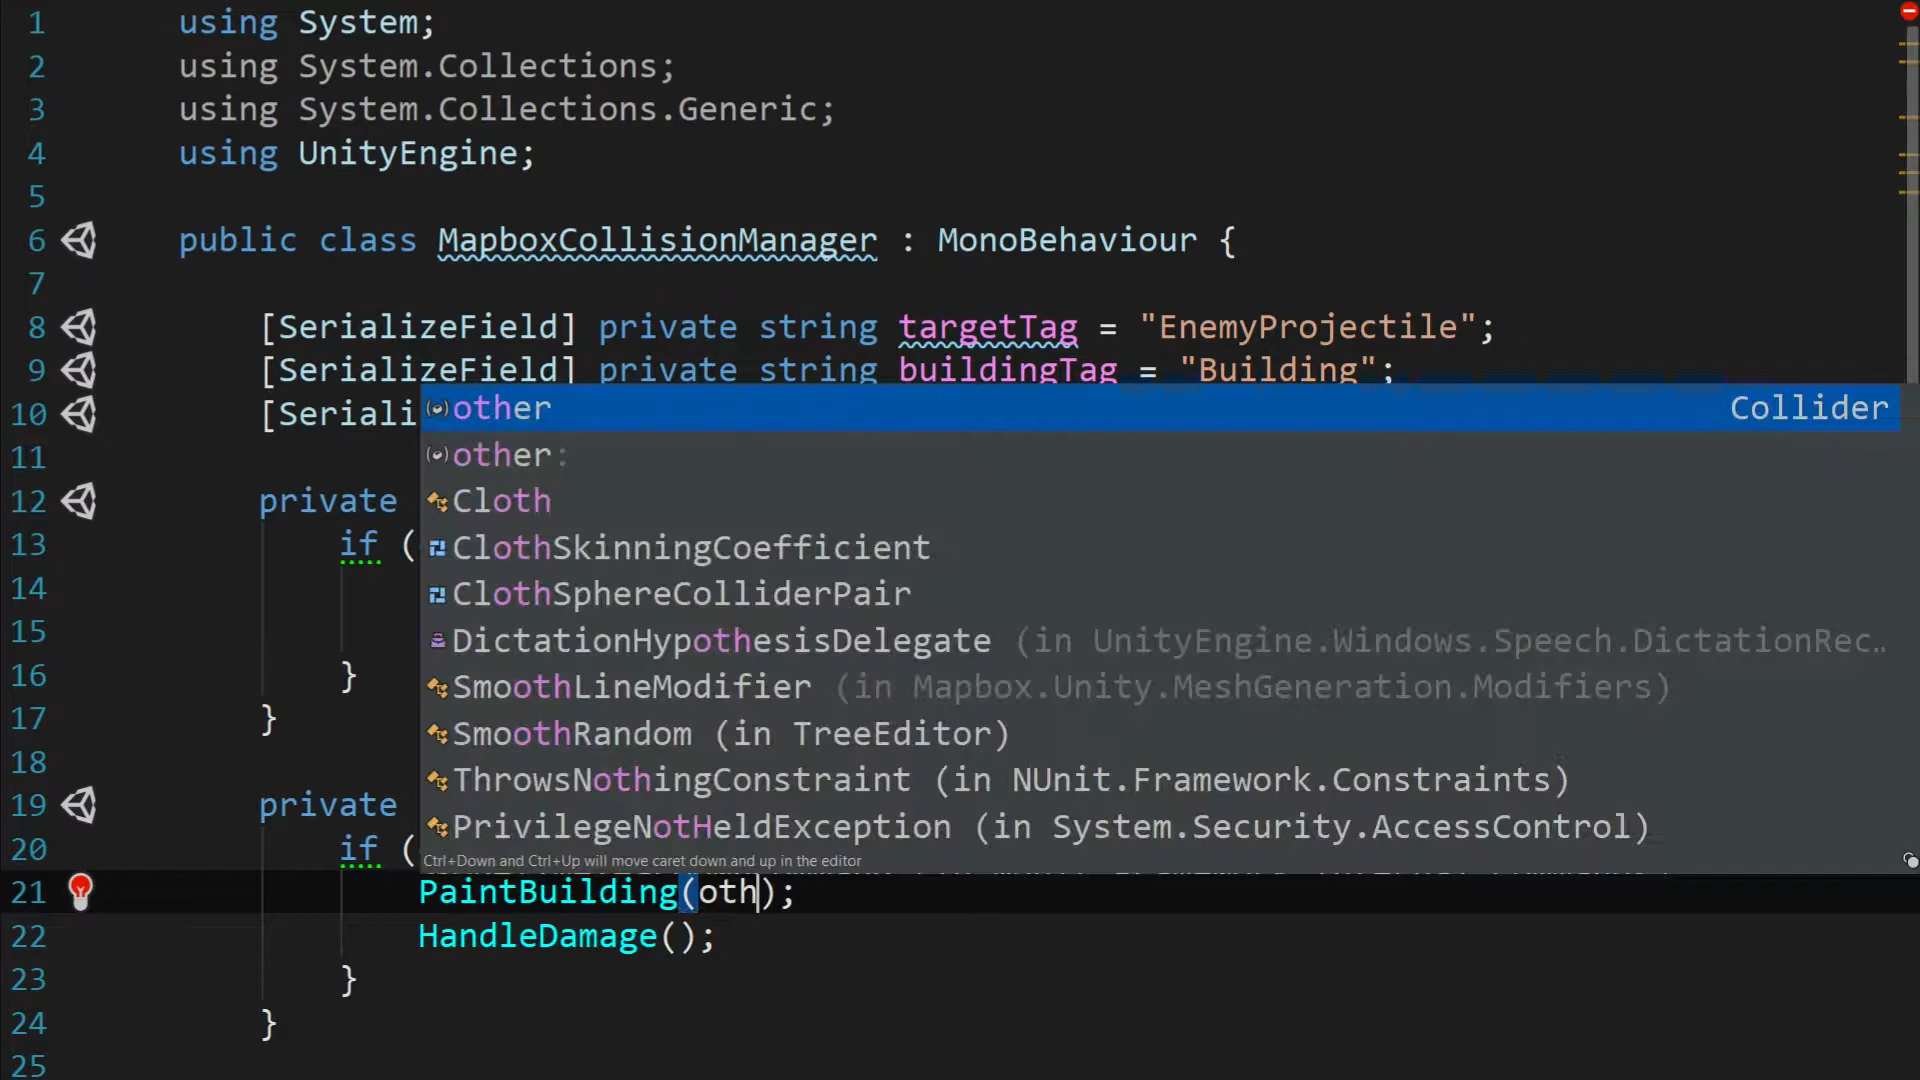 1 using System;
2 using System.Collections;
3 using System.Collections.Generic;
4 using UnityEngine;
5
6 public class MapboxCollisionManager : MonoBehaviour {
7
8 [SerializeField] private string targetTag = "EnemyProjectile";
9 [SerializeField] private string buildingTag = "Building";
10 [Seriali
other Collider
other:
Cloth
ClothSkinningCoefficient
ClothSphereColliderPair
DictationHypothesisDelegate (in UnityEngine.Windows.Speech.DictationRec…
SmoothLineModifier (in Mapbox.Unity.MeshGeneration.Modifiers)
SmoothRandom (in TreeEditor)
ThrowsNothingConstraint (in NUnit.Framework.Constraints)
PrivilegeNotHeldException (in System.Security.AccessControl)
Ctrl+Down and Ctrl+Up will move caret down and up in the editor
11
12 private
13 if (
14
15
16 }
17 }
18
19 private
20 if (
21 PaintBuilding(oth);
22 HandleDamage();
23 }
24 }
25